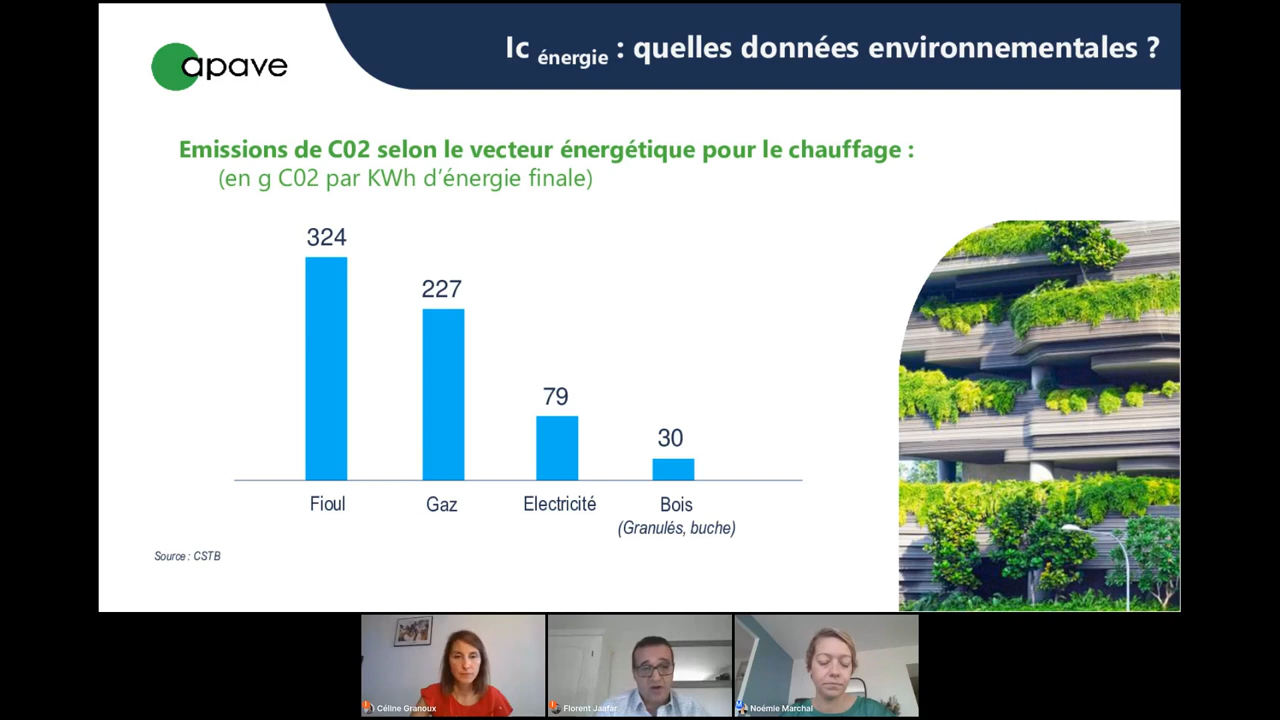 apave
Ic énergie : quelles données environnementales ?
Emissions de C02 selon le vecteur énergétique pour le chauffage :
(en g C02 par KWh d’énergie finale)
324
227
79
30
Fioul
Gaz
Electricité
Bois
(Granulés, buche)
Source : CSTB
Céline Granoux
Florent Jaafar
Noémie Marchal